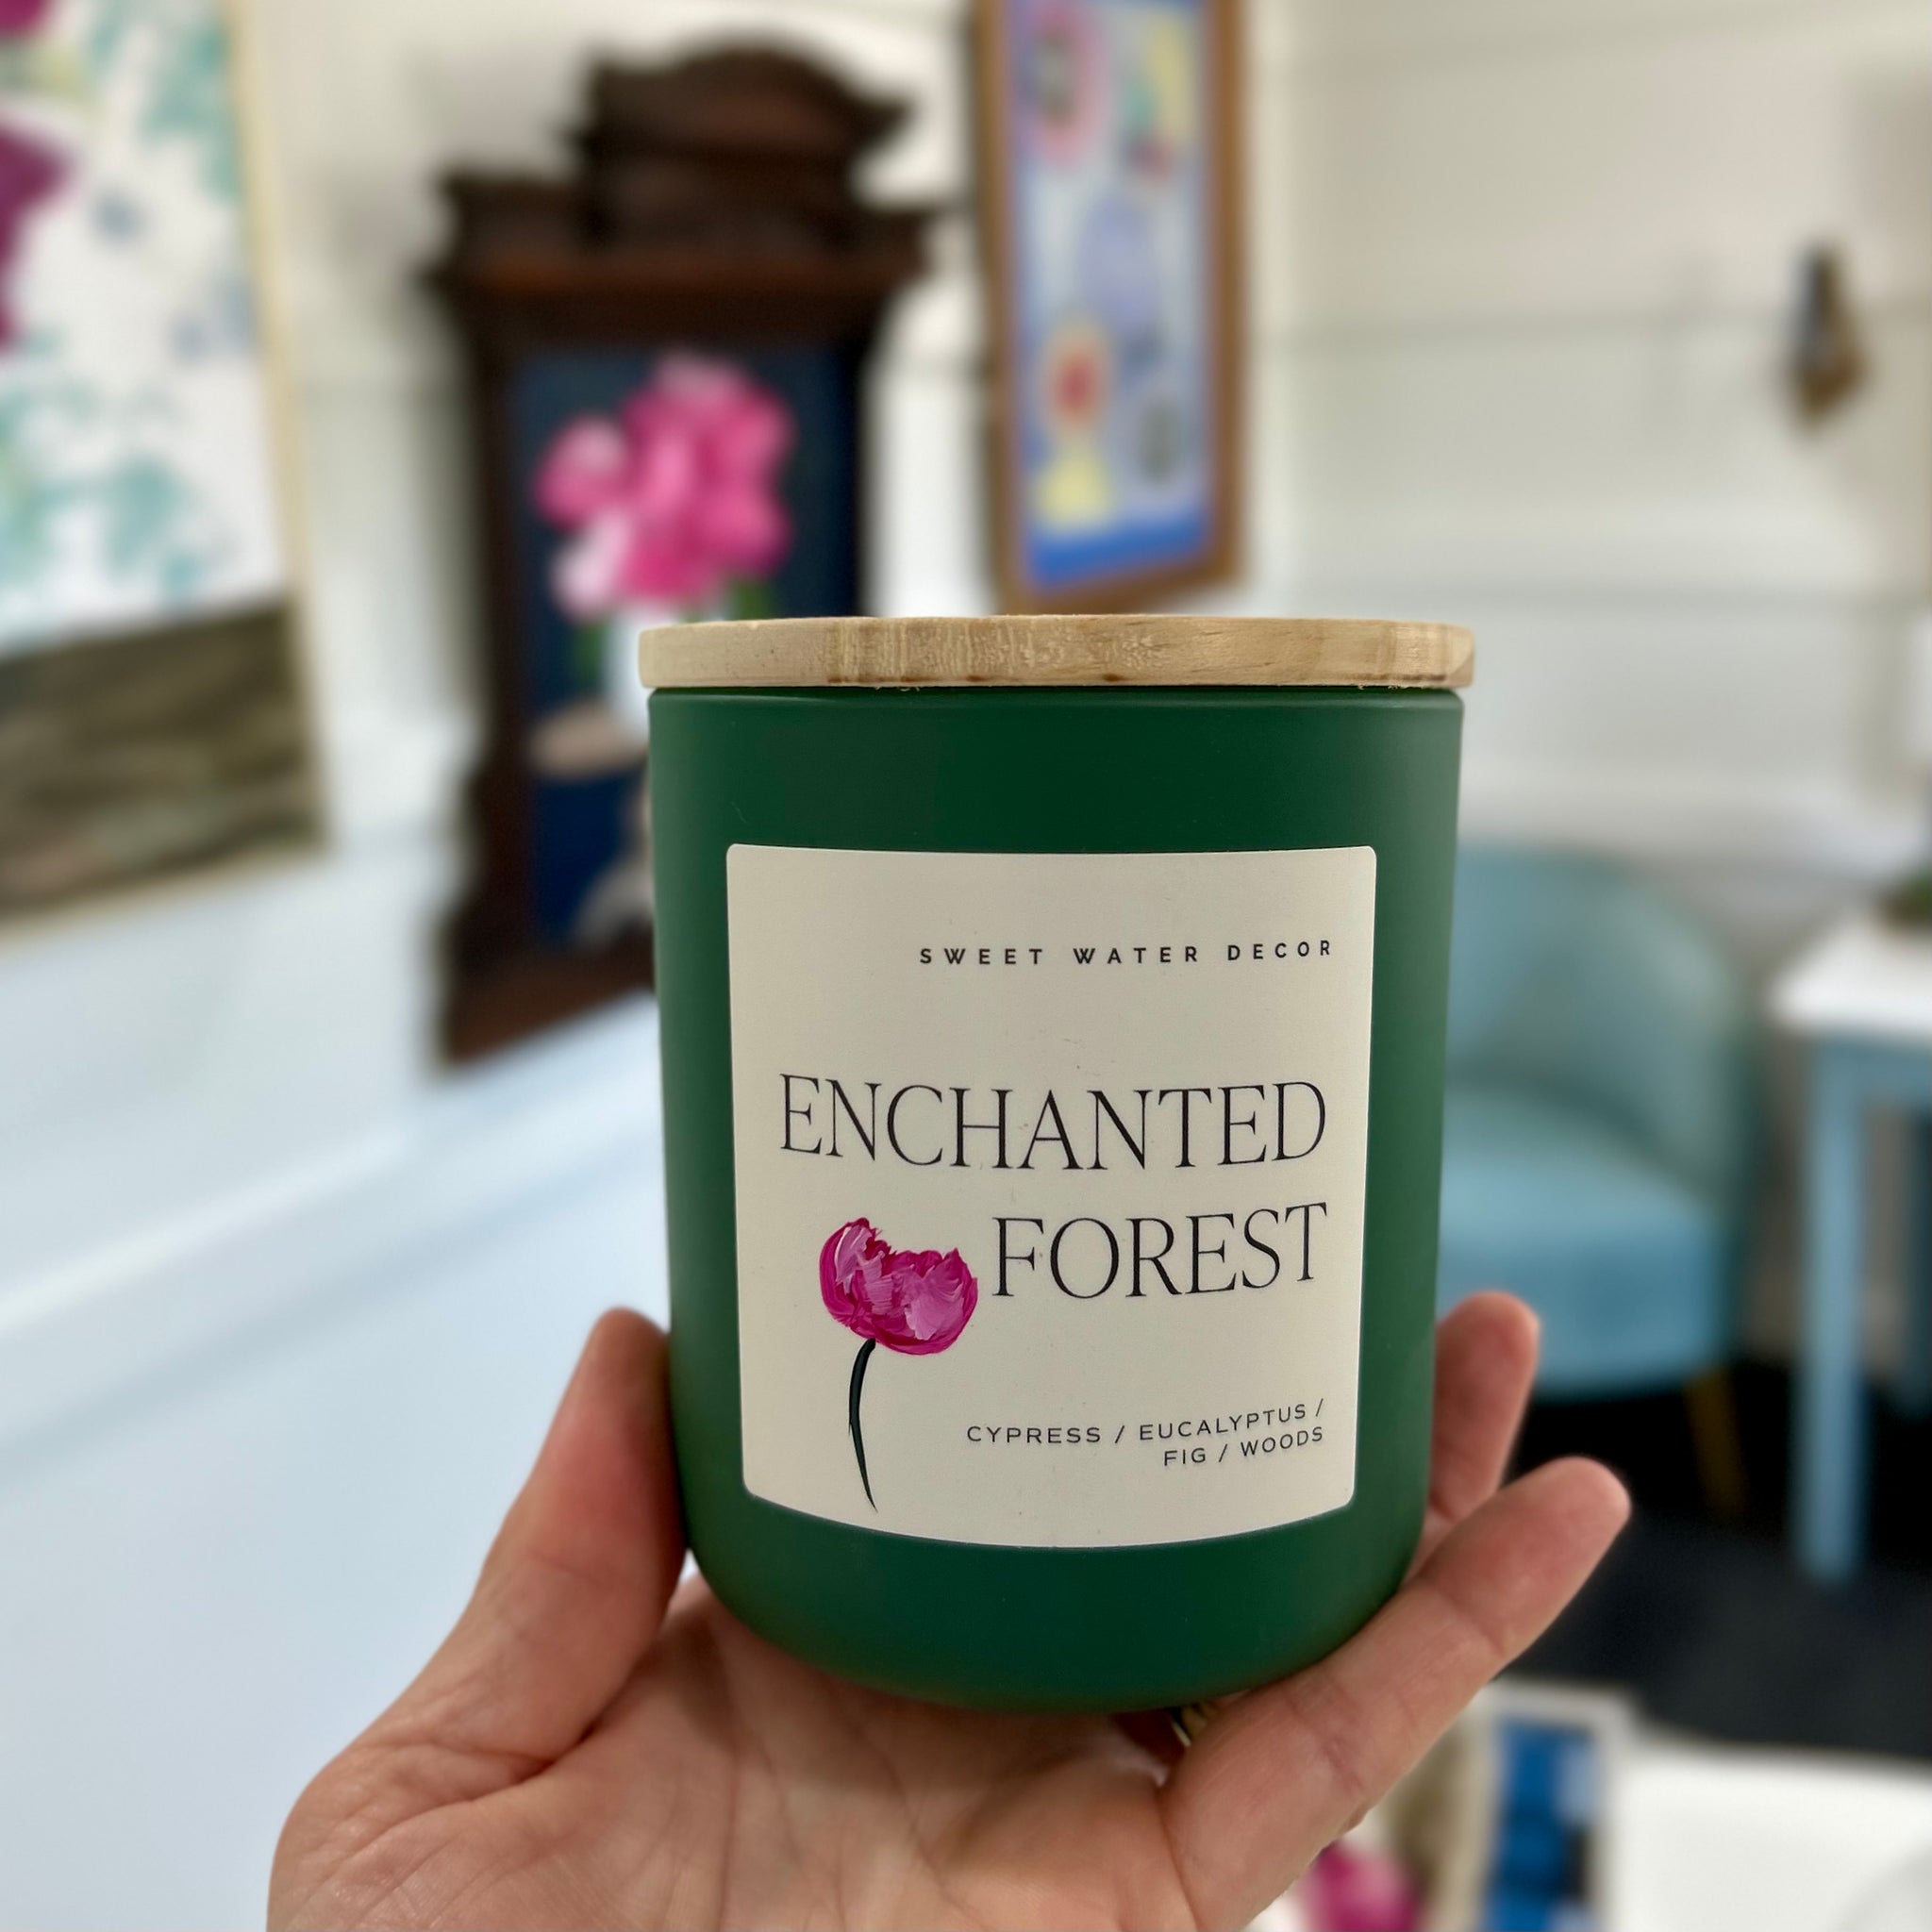 SWEET WATER DECOR
ENCHANTED
FOREST
CYPRESS / EUCALYPTUS /
FIG / WOODS